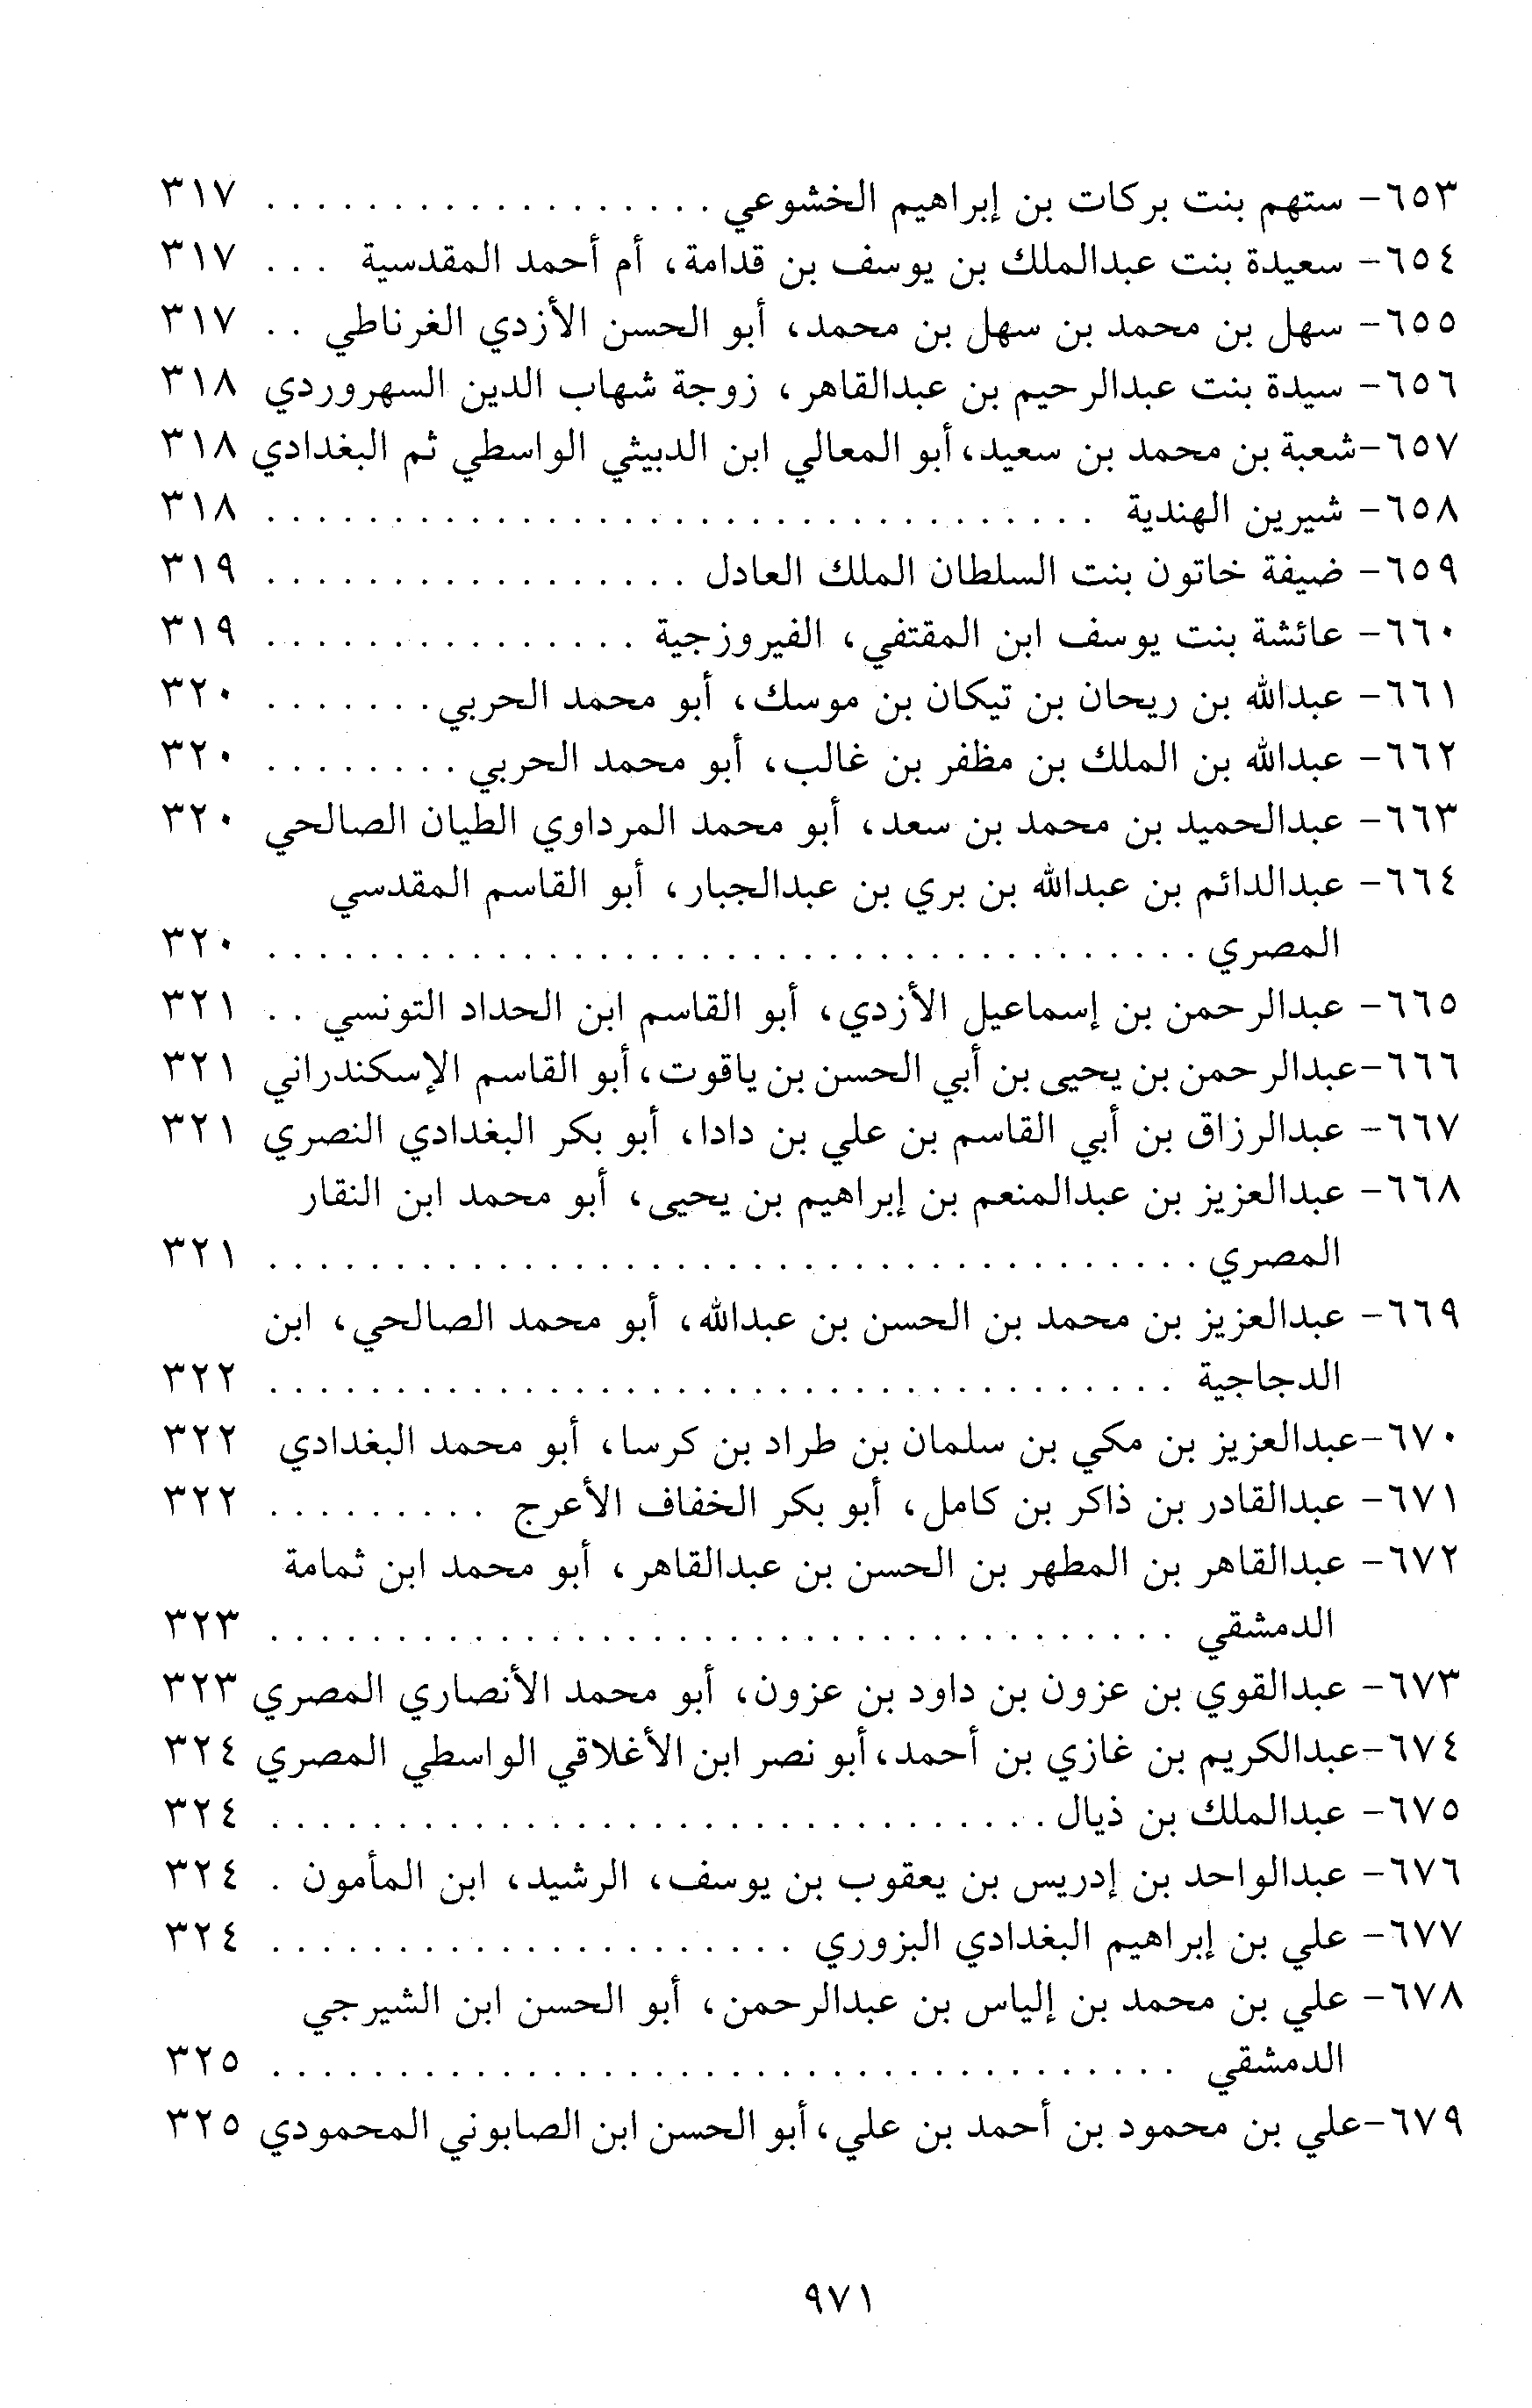 ٦٥٣- ستهم بنت بركات بن إبراهيم الخشوعي . . . . . . . . . . . . . . . . . . ٣١٧
٦٥٤- سعيدة بنت عبدالملك بن يوسف بن قدامة، أم أحمد المقدسية . . . ٣١٧
٦٥٥- سهل بن محمد بن سهل بن محمد، أبو الحسن الأزدي الغرناطي . . ٣١٧
٦٥٦- سيدة بنت عبدالرحيم بن عبدالقاهر، زوجة شهاب الدين السهروردي ٣١٨
٦٥٧-شعبة بن محمد بن سعيد،أبو المعالي ابن الدبيثي الواسطي ثم البغدادي ٣١٨
٦٥٨- شيرين الهندية . . . . . . . . . . . . . . . . . . . . . . . . . . . . . . . . . ٣١٨
٦٥٩- ضيفة خاتون بنت السلطان الملك العادل . . . . . . . . . . . . . . . . . ٣١٩
٦٦٠- عائشة بنت يوسف ابن المقتفي، الفيروزجية . . . . . . . . . . . . . . . ٣١٩
٦٦١- عبدالله بن ريحان بن تيكان بن موسك، أبو محمد الحربي . . . . . . . ٣٢٠
٦٦٢- عبدالله بن الملك بن مظفر بن غالب، أبو محمد الحربي . . . . . . . . ٣٢٠
٦٦٣- عبدالحميد بن محمد بن سعد، أبو محمد المرداوي الطيان الصالحي ٣٢٠
٦٦٤- عبدالدائم بن عبدالله بن بري بن عبدالجبار، أبو القاسم المقدسي
المصري . . . . . . . . . . . . . . . . . . . . . . . . . . . . . . . . . . . . . ٣٢٠
٦٦٥- عبدالرحمن بن إسماعيل الأزدي، أبو القاسم ابن الحداد التونسي . . ٣٢١
٦٦٦-عبدالرحمن بن يحيى بن أبي الحسن بن ياقوت،أبو القاسم الإسكندراني ٣٢١
٦٦٧- عبدالرزاق بن أبي القاسم بن علي بن دادا، أبو بكر البغدادي النصري ٣٢١
٦٦٨- عبدالعزيز بن عبدالمنعم بن إبراهيم بن يحيى، أبو محمد ابن النقار
المصري . . . . . . . . . . . . . . . . . . . . . . . . . . . . . . . . . . . . . ٣٢١
٦٦٩- عبدالعزيز بن محمد بن الحسن بن عبدالله، أبو محمد الصالحي، ابن
الدجاجية . . . . . . . . . . . . . . . . . . . . . . . . . . . . . . . . . . . . ٣٢٢
٦٧٠-عبدالعزيز بن مكي بن سلمان بن طراد بن كرسا، أبو محمد البغدادي ٣٢٢
٦٧١- عبدالقادر بن ذاكر بن كامل، أبو بكر الخفاف الأعرج . . . . . . . . . ٣٢٢
٦٧٢- عبدالقاهر بن المطهر بن الحسن بن عبدالقاهر، أبو محمد ابن ثمامة
الدمشقي . . . . . . . . . . . . . . . . . . . . . . . . . . . . . . . . . . . . ٣٢٣
٦٧٣- عبدالقوي بن عزون بن داود بن عزون، أبو محمد الأنصاري المصري ٣٢٣
٦٧٤-عبدالكريم بن غازي بن أحمد،أبو نصر ابن الأغلاقي الواسطي المصري ٣٢٤
٦٧٥- عبدالملك بن ذيال . . . . . . . . . . . . . . . . . . . . . . . . . . . . . . . ٣٢٤
٦٧٦- عبدالواحد بن إدريس بن يعقوب بن يوسف، الرشيد، ابن المأمون . ٣٢٤
٦٧٧- علي بن إبراهيم البغدادي البزوري . . . . . . . . . . . . . . . . . . . . . ٣٢٤
٦٧٨- علي بن محمد بن إلياس بن عبدالرحمن، أبو الحسن ابن الشيرجي
الدمشقي . . . . . . . . . . . . . . . . . . . . . . . . . . . . . . . . . . . . ٣٢٥
٦٧٩-علي بن محمود بن أحمد بن علي،أبو الحسن ابن الصابوني المحمودي ٣٢٥
٩٧١